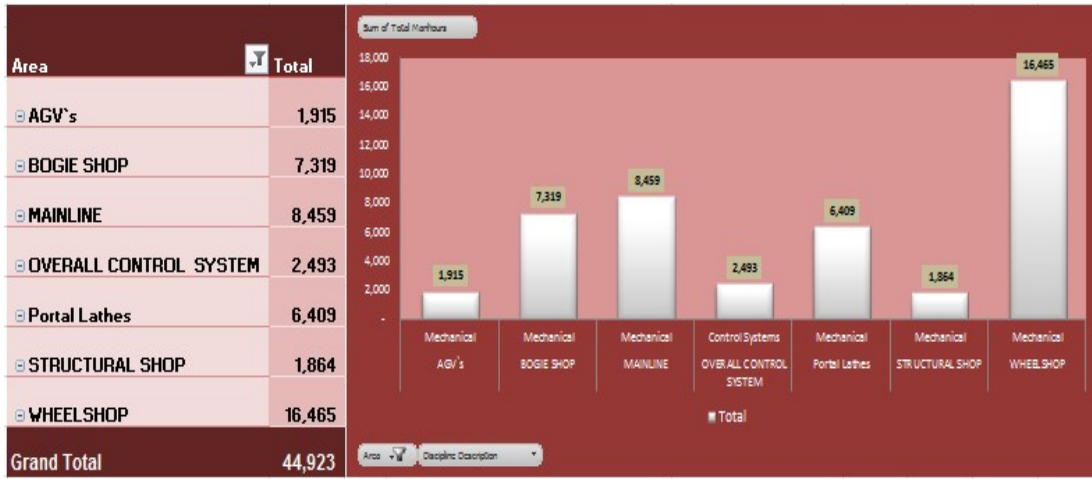 Area Total
AGV`s 1,915
BOGIE SHOP 7,319
MAINLINE 8,459
OVERALL CONTROL SYSTEM 2,493
Portal Lathes 6,409
STRUCTURAL SHOP 1,864
WHEELSHOP 16,465
Grand Total 44,923
Sum of Total Manhours
18,000
16,000
14,000
12,000
10,000
8,000
6,000
4,000
2,000
-
1,915
7,319
8,459
2,493
6,409
1,864
16,465
Mechanical Mechanical Mechanical Control Systems Mechanical Mechanical Mechanical
AGV`s BOGIE SHOP MAINLINE OVERALL CONTROL Portal Lathes STRUCTURAL SHOP WHEELSHOP
SYSTEM
Total
Area Discipline Description